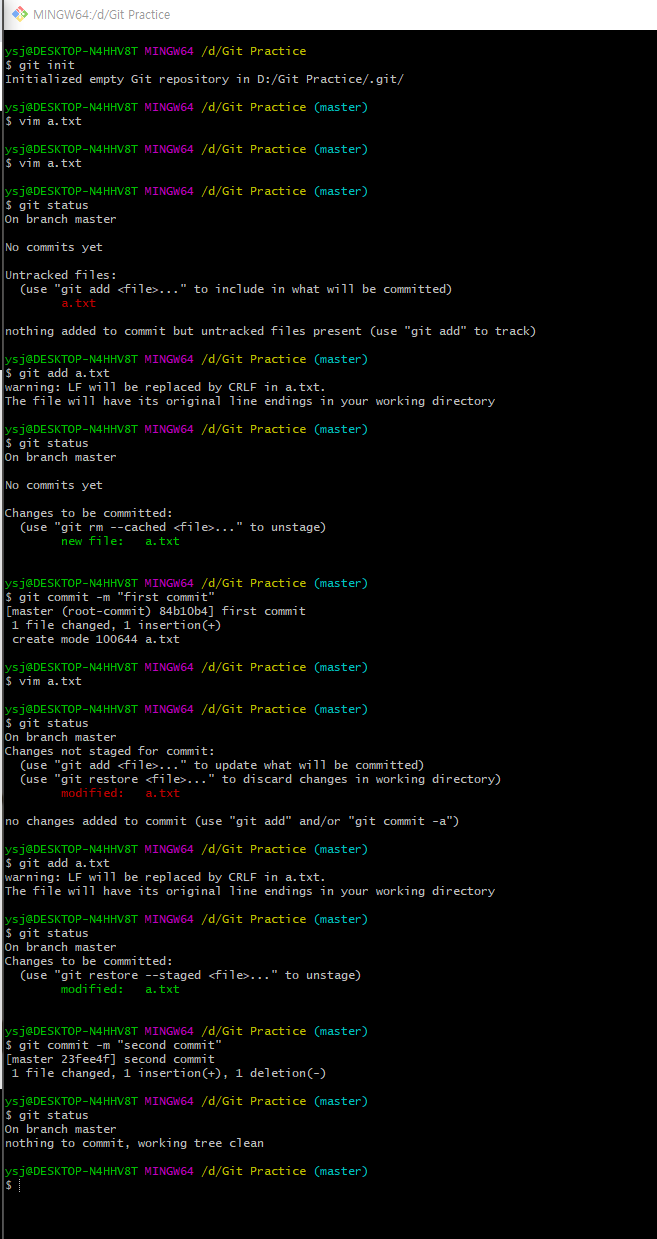 MINGW64:/d/Git Practice
ysj@DESKTOP-N4HHV8T MINGW64 /d/Git Practice
$ git init
Initialized empty Git repository in D:/Git Practice/.git/
ysj@DESKTOP-N4HHV8T MINGW64 /d/Git Practice (master)
$ vim a.txt
ysj@DESKTOP-N4HHV8T MINGW64 /d/Git Practice (master)
$ vim a.txt
ysj@DESKTOP-N4HHV8T MINGW64 /d/Git Practice (master)
$ git status
On branch master
No commits yet
Untracked files:
  (use "git add <file>..." to include in what will be committed)
        a.txt
nothing added to commit but untracked files present (use "git add" to track)
ysj@DESKTOP-N4HHV8T MINGW64 /d/Git Practice (master)
$ git add a.txt
warning: LF will be replaced by CRLF in a.txt.
The file will have its original line endings in your working directory
ysj@DESKTOP-N4HHV8T MINGW64 /d/Git Practice (master)
$ git status
On branch master
No commits yet
Changes to be committed:
  (use "git rm --cached <file>..." to unstage)
        new file:   a.txt
ysj@DESKTOP-N4HHV8T MINGW64 /d/Git Practice (master)
$ git commit -m "first commit"
[master (root-commit) 84b10b4] first commit
 1 file changed, 1 insertion(+)
 create mode 100644 a.txt
ysj@DESKTOP-N4HHV8T MINGW64 /d/Git Practice (master)
$ vim a.txt
ysj@DESKTOP-N4HHV8T MINGW64 /d/Git Practice (master)
$ git status
On branch master
Changes not staged for commit:
  (use "git add <file>..." to update what will be committed)
  (use "git restore <file>..." to discard changes in working directory)
        modified:   a.txt
no changes added to commit (use "git add" and/or "git commit -a")
ysj@DESKTOP-N4HHV8T MINGW64 /d/Git Practice (master)
$ git add a.txt
warning: LF will be replaced by CRLF in a.txt.
The file will have its original line endings in your working directory
ysj@DESKTOP-N4HHV8T MINGW64 /d/Git Practice (master)
$ git status
On branch master
Changes to be committed:
  (use "git restore --staged <file>..." to unstage)
        modified:   a.txt
ysj@DESKTOP-N4HHV8T MINGW64 /d/Git Practice (master)
$ git commit -m "second commit"
[master 23fee4f] second commit
 1 file changed, 1 insertion(+), 1 deletion(-)
ysj@DESKTOP-N4HHV8T MINGW64 /d/Git Practice (master)
$ git status
On branch master
nothing to commit, working tree clean
ysj@DESKTOP-N4HHV8T MINGW64 /d/Git Practice (master)
$